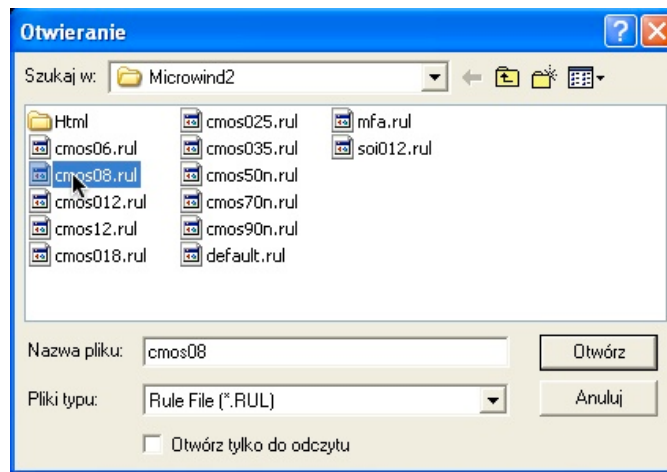 Otwieranie
Szukaj w: Microwind2
Html
cmos06.rul
cmos08.rul
cmos012.rul
cmos12.rul
cmos018.rul
cmos025.rul
cmos035.rul
cmos50n.rul
cmos70n.rul
cmos90n.rul
default.rul
mfa.rul
soi012.rul
Nazwa pliku: cmos08 Otwórz
Pliki typu: Rule File (*.RUL) Anuluj
Otwórz tylko do odczytu